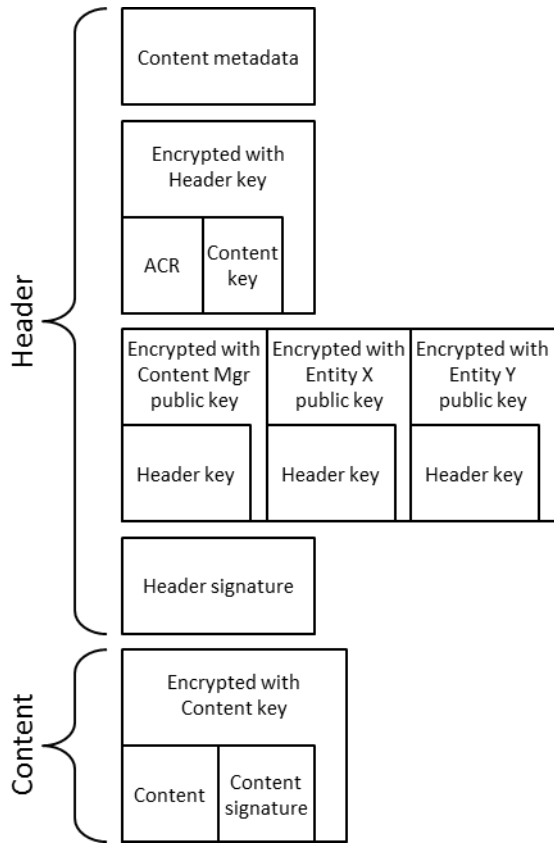 Header
Content metadata
Encrypted with
Header key
ACR
Content
key
Encrypted with
Content Mgr
public key
Header key
Encrypted with
Entity X
public key
Header key
Encrypted with
Entity Y
public key
Header key
Header signature
Content
Encrypted with
Content key
Content
Content
signature